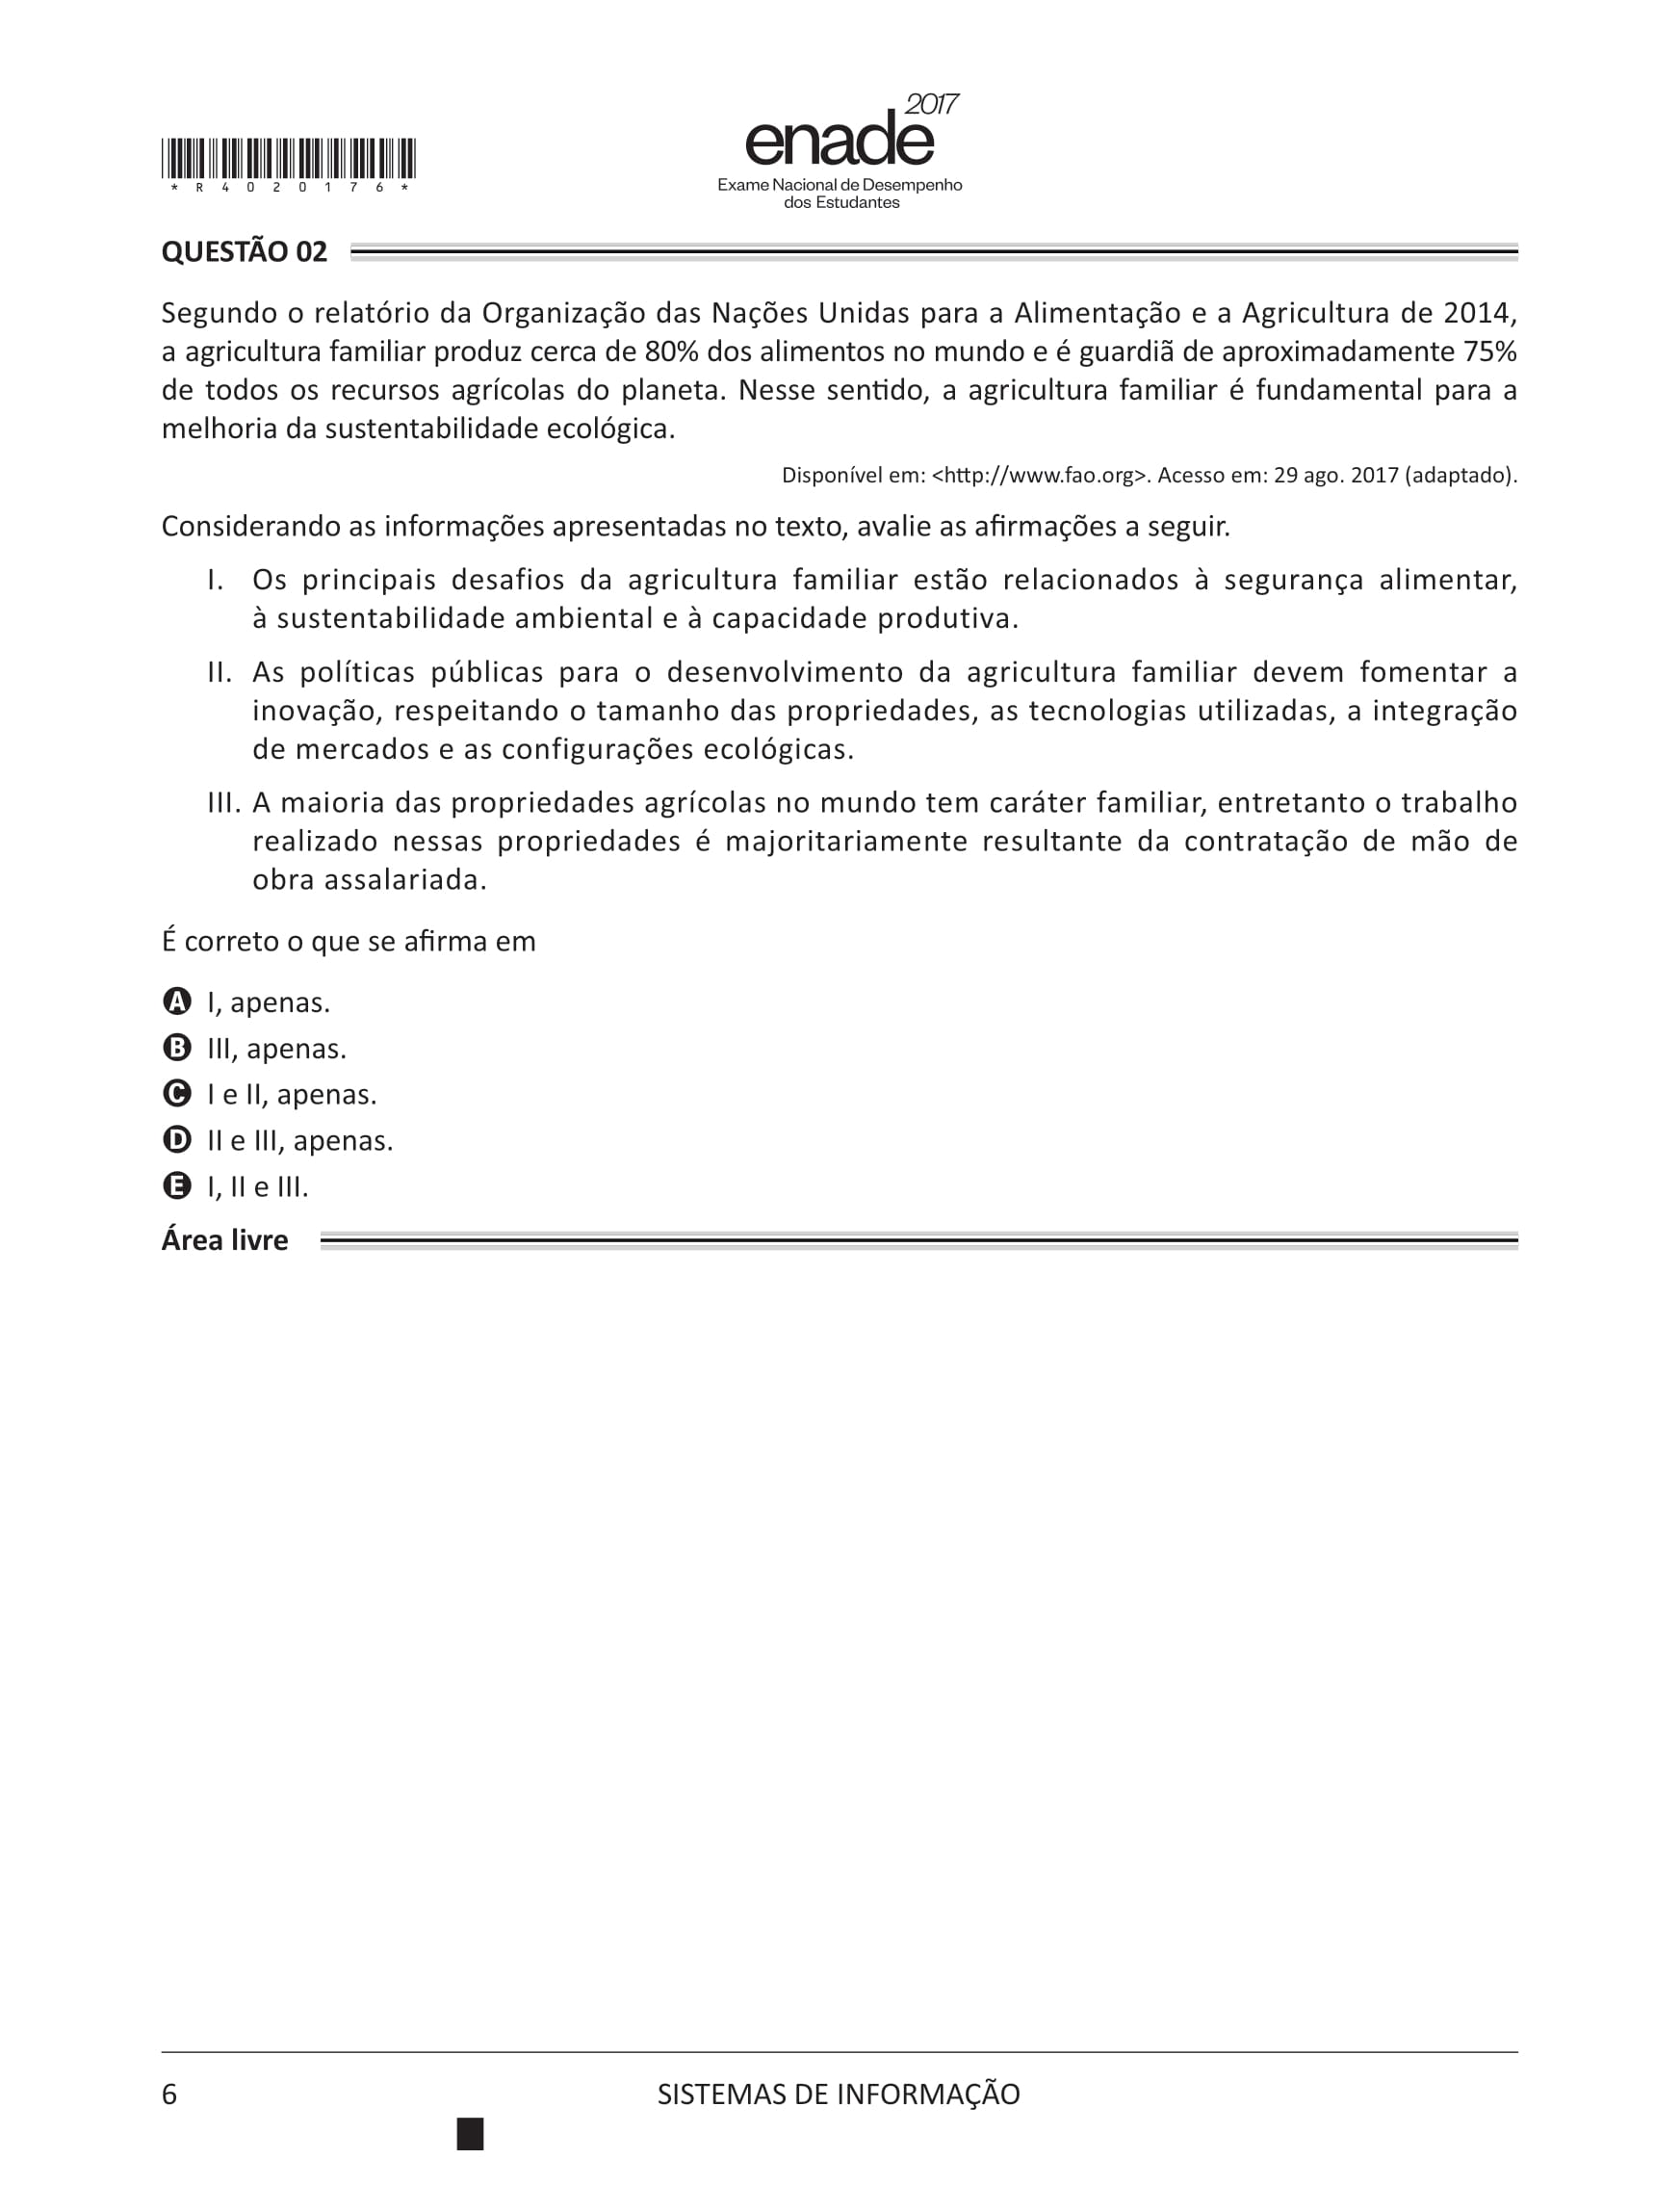 2017
enade
Exame Nacional de Desempenho
dos Estudantes
*R4020176*
QUESTÃO 02
Segundo o relatório da Organização das Nações Unidas para a Alimentação e a Agricultura de 2014,
a agricultura familiar produz cerca de 80% dos alimentos no mundo e é guardiã de aproximadamente 75%
de todos os recursos agrícolas do planeta. Nesse sentido, a agricultura familiar é fundamental para a
melhoria da sustentabilidade ecológica.
Disponível em: <http://www.fao.org>. Acesso em: 29 ago. 2017 (adaptado).
Considerando as informações apresentadas no texto, avalie as afirmações a seguir.
I. Os principais desafios da agricultura familiar estão relacionados à segurança alimentar,
à sustentabilidade ambiental e à capacidade produtiva.
II. As políticas públicas para o desenvolvimento da agricultura familiar devem fomentar a
inovação, respeitando o tamanho das propriedades, as tecnologias utilizadas, a integração
de mercados e as configurações ecológicas.
III. A maioria das propriedades agrícolas no mundo tem caráter familiar, entretanto o trabalho
realizado nessas propriedades é majoritariamente resultante da contratação de mão de
obra assalariada.
É correto o que se afirma em
A I, apenas.
B III, apenas.
C I e II, apenas.
D II e III, apenas.
E I, II e III.
Área livre
6
SISTEMAS DE INFORMAÇÃO